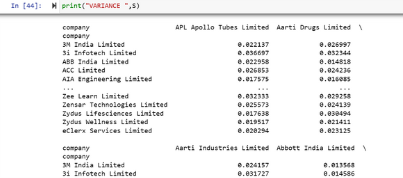 In [44]: print("VARIANCE ",S)
company APL Apollo Tubes Limited Aarti Drugs Limited \
company
3M India Limited 0.022137 0.026997
3i Infotech Limited 0.036697 0.032344
ABB India Limited 0.022958 0.014818
ACC Limited 0.026853 0.024236
AIA Engineering Limited 0.017575 0.016085
... ... ...
Zee Learn Limited 0.032333 0.029258
Zensar Technologies Limited 0.025573 0.024139
Zydus Lifesciences Limited 0.017638 0.030494
Zydus Wellness Limited 0.019517 0.021411
eClerx Services Limited 0.020294 0.023125
company Aarti Industries Limited Abbott India Limited \
company
3M India Limited 0.024157 0.013568
3i Infotech Limited 0.031727 0.014586